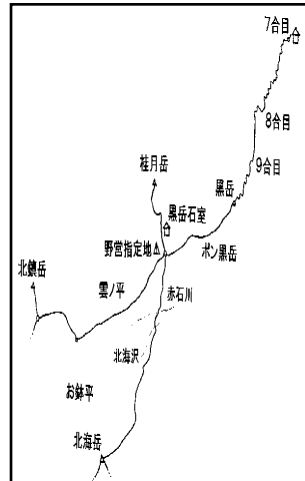 7合目
8合目
9合目
桂月岳
黒岳
黒岳石室
野営指定地
ポン黒岳
北鎮岳
雲ノ平
赤石川
北海沢
お鉢平
北海岳